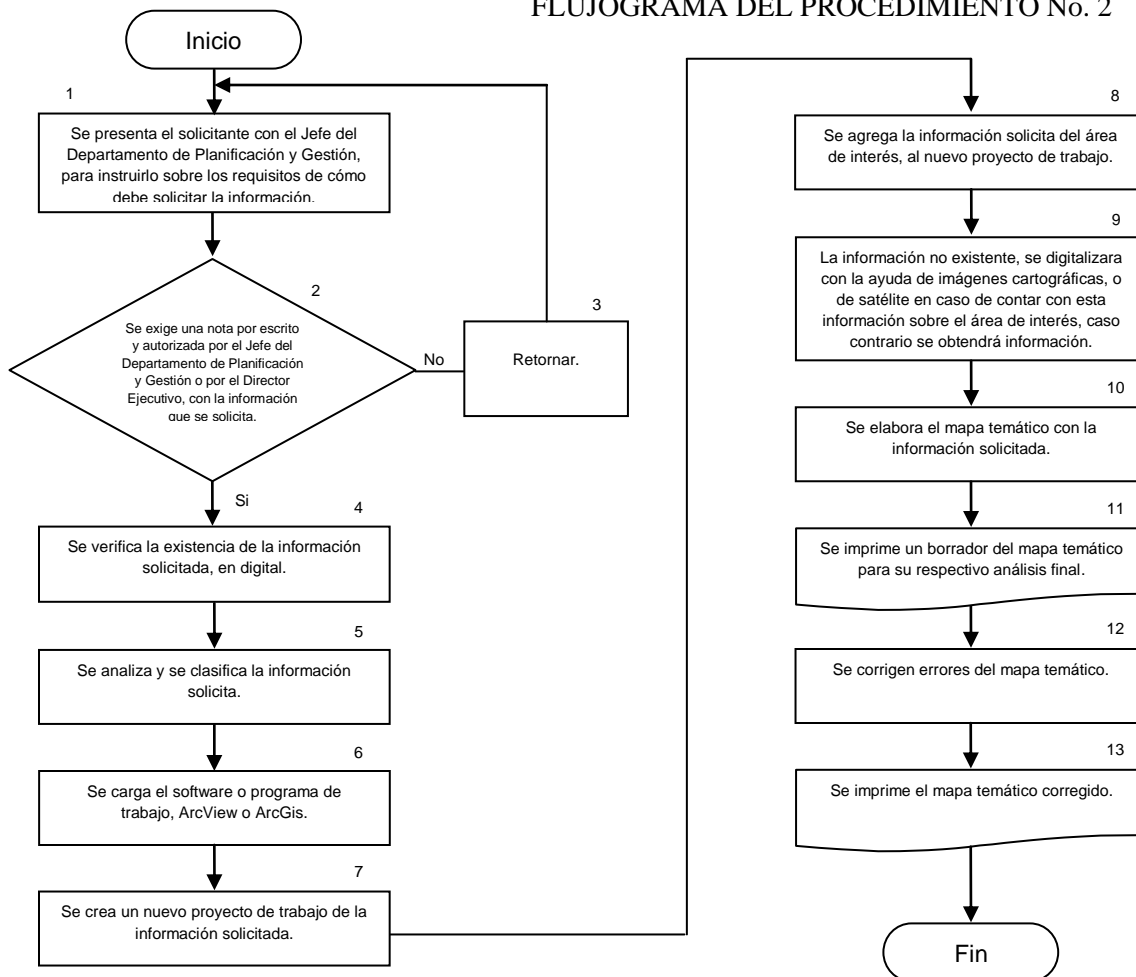 FLUJOGRAMA DEL PROCEDIMIENTO No. 2
Inicio
1
Se presenta el solicitante con el Jefe del
Departamento de Planificación y Gestión,
para instruirlo sobre los requisitos de cómo
debe solicitar la información.
2
Se exige una nota por escrito
y autorizada por el Jefe del
Departamento de Planificación
y Gestión o por el Director
Ejecutivo, con la información
que se solicita.
No
3
Retornar.
Si
4
Se verifica la existencia de la información
solicitada, en digital.
5
Se analiza y se clasifica la información
solicita.
6
Se carga el software o programa de
trabajo, ArcView o ArcGis.
7
Se crea un nuevo proyecto de trabajo de la
información solicitada.
8
Se agrega la información solicita del área
de interés, al nuevo proyecto de trabajo.
9
La información no existente, se digitalizara
con la ayuda de imágenes cartográficas, o
de satélite en caso de contar con esta
información sobre el área de interés, caso
contrario se obtendrá información.
10
Se elabora el mapa temático con la
información solicitada.
11
Se imprime un borrador del mapa temático
para su respectivo análisis final.
12
Se corrigen errores del mapa temático.
13
Se imprime el mapa temático corregido.
Fin